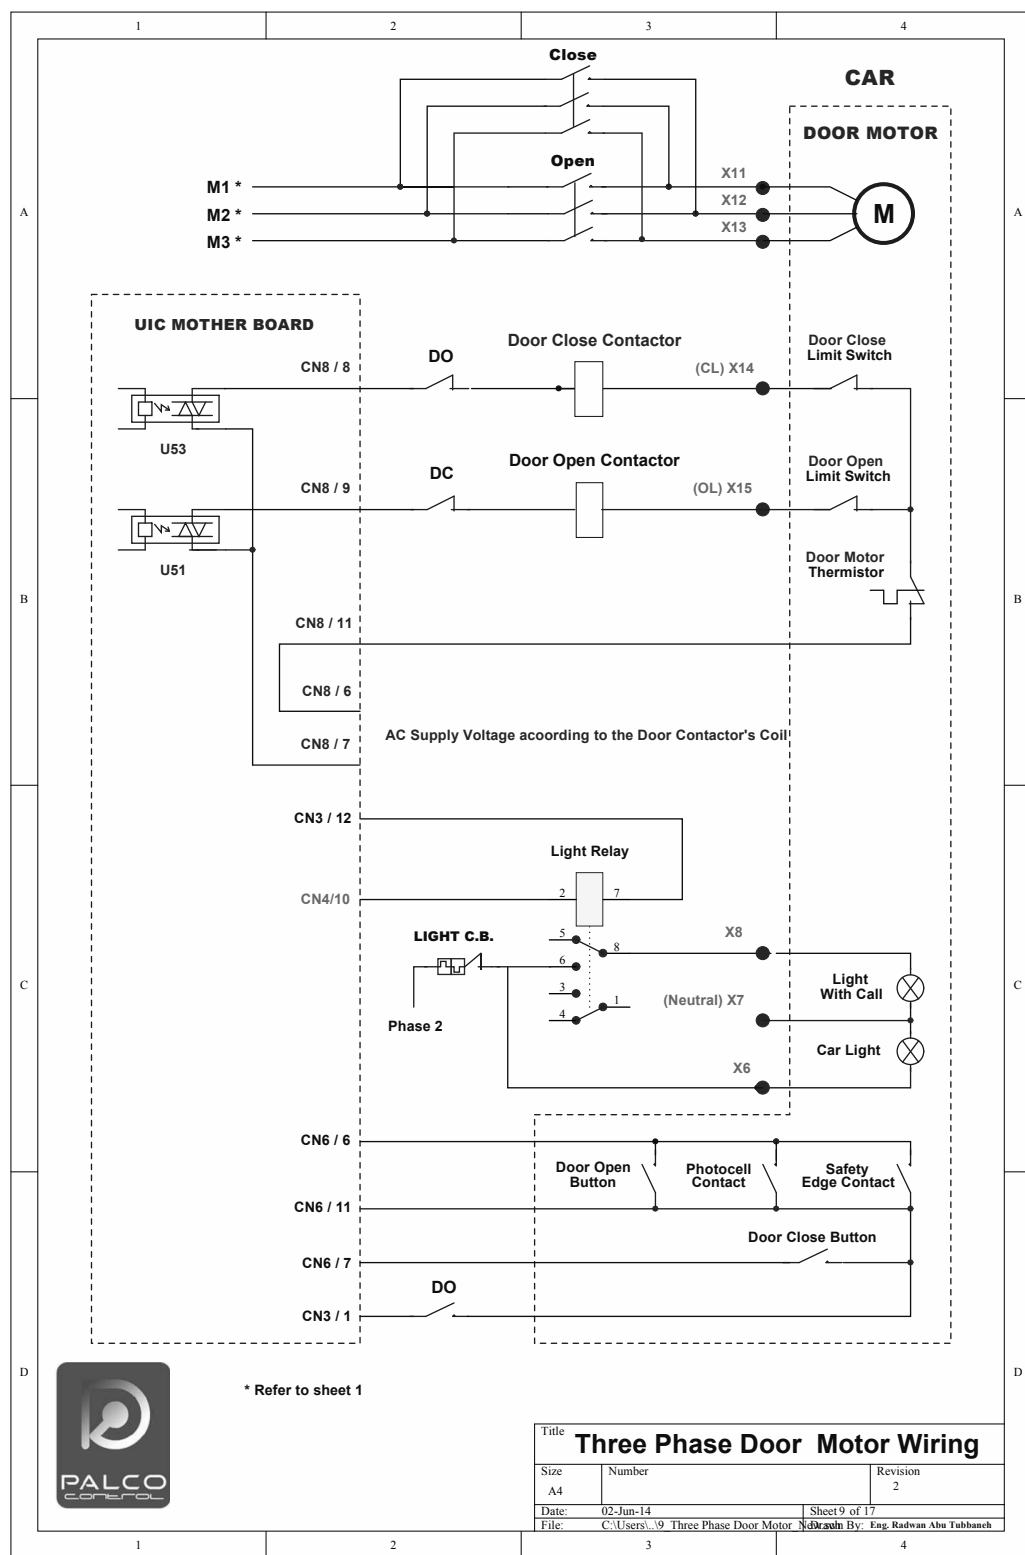 1 2 3 4
Close
CAR
DOOR MOTOR
Open
M1 *
X11
M2 *
X12
M
A A
M3 *
X13
UIC MOTHER BOARD
Door Close Contactor
Door Close
Limit Switch
CN8 / 8
DO
(CL) X14
U53
Door Open Contactor
Door Open
Limit Switch
CN8 / 9
DC
(OL) X15
U51
Door Motor
Thermistor
B B
CN8 / 11
CN8 / 6
CN8 / 7
AC Supply Voltage acoording to the Door Contactor's Coil
CN3 / 12
Light Relay
CN4/10
2 7
LIGHT C.B.
5
8
X8
6
Light
With Call
C C
3
1
(Neutral) X7
4
Phase 2
Car Light
X6
CN6 / 6
Door Open
Button
Photocell
Contact
Safety
Edge Contact
CN6 / 11
Door Close Button
CN6 / 7
DO
CN3 / 1
D D
* Refer to sheet 1
PALCO
CONTROL
Title
Three Phase Door Motor Wiring
Size
Number
Revision
A4
2
Date: 02-Jun-14
Sheet 9 of 17
File: C:\Users\..\9_Three Phase Door Motor_New.sch
Drawn By: Eng. Radwan Abu Tubbaneh
1 2 3 4